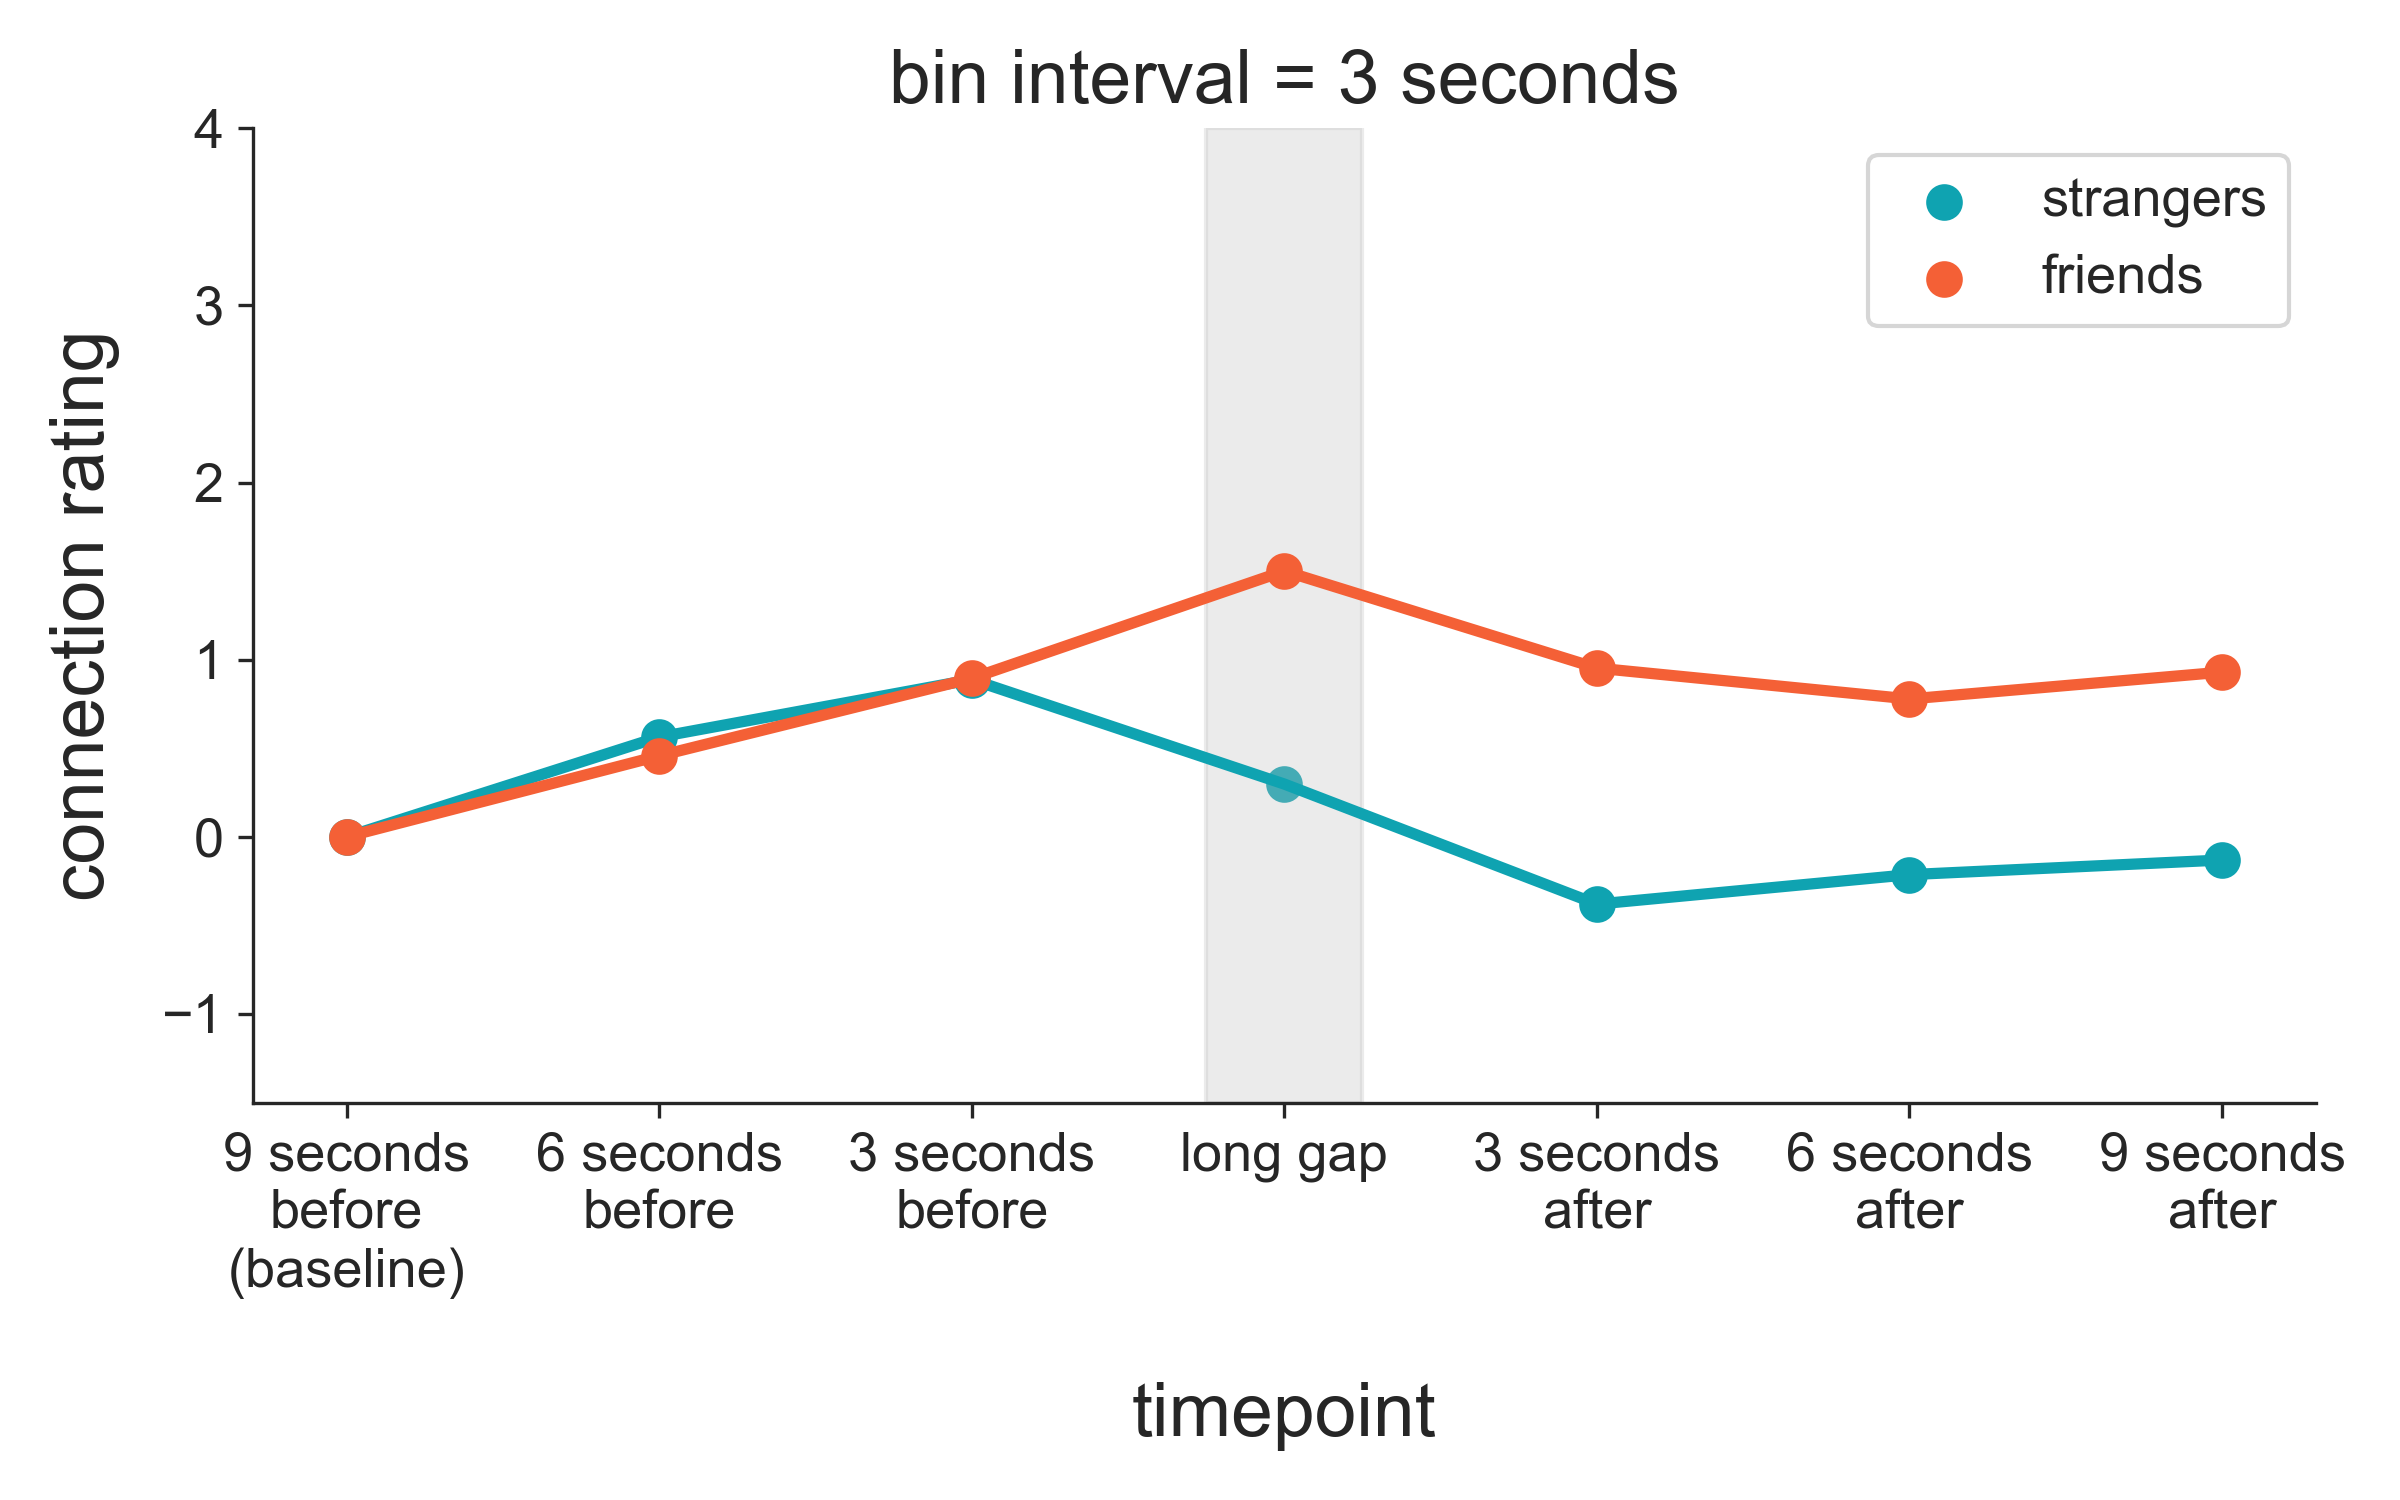 bin interval = 3 seconds
4
3
2
1
0
−1
connection rating
strangers
friends
9 seconds
before
(baseline)
6 seconds
before
3 seconds
before
long gap
3 seconds
after
6 seconds
after
9 seconds
after
timepoint